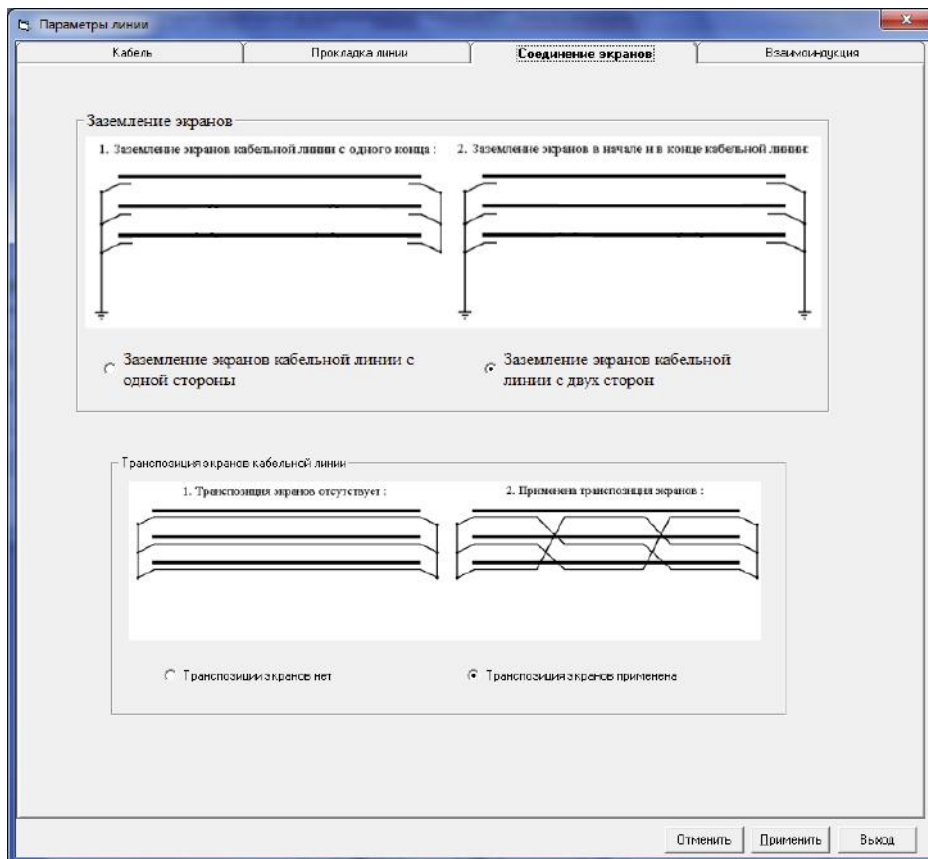 Параметры линии
Кабель
Прокладка линии
Соединение экранов
Взаимоиндукция
Заземление экранов
1. Заземление экранов кабельной линии с одного конца :
2. Заземление экранов в начале и в конце кабельной линии:
Заземление экранов кабельной линии с
одной стороны
Заземление экранов кабельной
линии с двух сторон
Транспозиция экранов кабельной линии
1. Транспозиция экранов отсутствует :
2. Применена транспозиция экранов :
Транспозиции экранов нет
Транспозиция экранов применена
Отменить
Применить
Выход